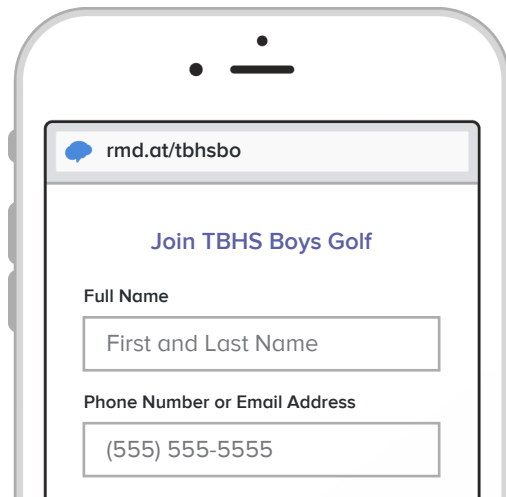 rmd.at/tbhsbo
Join TBHS Boys Golf
Full Name
First and Last Name
Phone Number or Email Address
(555) 555-5555